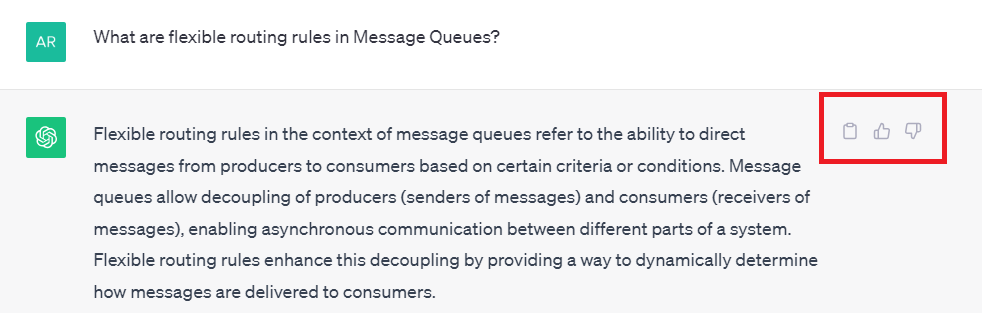 AR
What are flexible routing rules in Message Queues?
Flexible routing rules in the context of message queues refer to the ability to direct
messages from producers to consumers based on certain criteria or conditions. Message
queues allow decoupling of producers (senders of messages) and consumers (receivers of
messages), enabling asynchronous communication between different parts of a system.
Flexible routing rules enhance this decoupling by providing a way to dynamically determine
how messages are delivered to consumers.